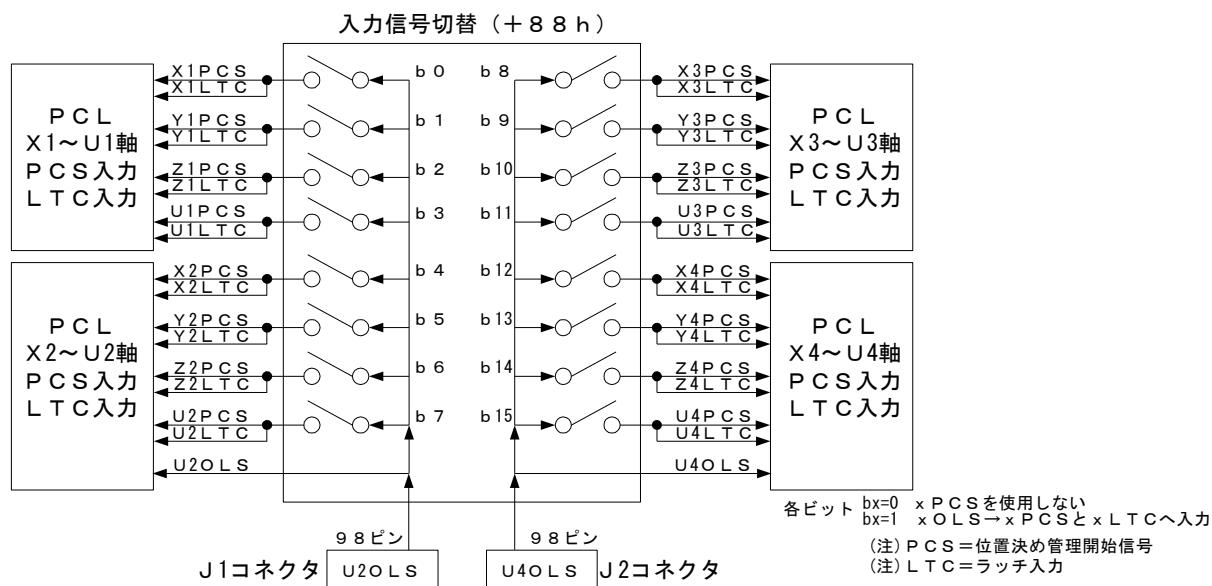 入力信号切替（＋８８ｈ）
X1PCS
X1LTC
Y1PCS
Y1LTC
Z1PCS
Z1LTC
U1PCS
U1LTC
PCL
X1～U1軸
PCS入力
LTC入力
X2PCS
X2LTC
Y2PCS
Y2LTC
Z2PCS
Z2LTC
U2PCS
U2LTC
U2OLS
PCL
X2～U2軸
PCS入力
LTC入力
b0
b1
b2
b3
b4
b5
b6
b7
b8
b9
b10
b11
b12
b13
b14
b15
X3PCS
X3LTC
Y3PCS
Y3LTC
Z3PCS
Z3LTC
U3PCS
U3LTC
PCL
X3～U3軸
PCS入力
LTC入力
X4PCS
X4LTC
Y4PCS
Y4LTC
Z4PCS
Z4LTC
U4PCS
U4LTC
U4OLS
PCL
X4～U4軸
PCS入力
LTC入力
98ピン
98ピン
J1コネクタ
U2OLS
U4OLS
J2コネクタ
各ビット
bx=0 xPCSを使用しない
bx=1 xOLS→xPCSとxLTCへ入力
(注)PCS＝位置決め管理開始信号
(注)LTC＝ラッチ入力